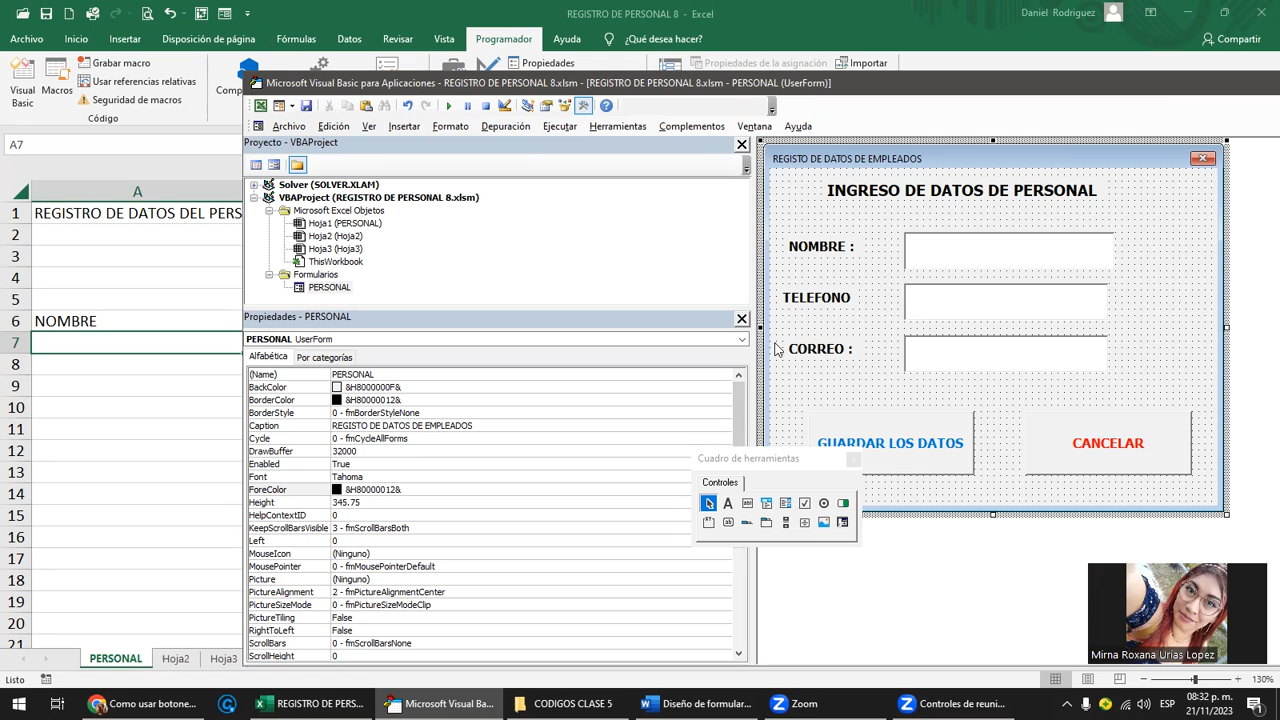 REGISTRO DE PERSONAL 8 - Excel
Daniel Rodriguez
Archivo Inicio Insertar Disposición de página Fórmulas Datos Revisar Vista Programador Ayuda ¿Qué desea hacer? Compartir
Grabar macro
Usar referencias relativas
Seguridad de macros
Visual Basic
Macros
Código
Propiedades
Propiedades de la asignación
Importar
Microsoft Visual Basic para Aplicaciones - REGISTRO DE PERSONAL 8.xlsm - [REGISTRO DE PERSONAL 8.xlsm - PERSONAL (UserForm)]
Archivo Edición Ver Insertar Formato Depuración Ejecutar Herramientas Complementos Ventana Ayuda
Proyecto - VBAProject
Solver (SOLVER.XLAM)
VBAProject (REGISTRO DE PERSONAL 8.xlsm)
Microsoft Excel Objetos
Hoja1 (PERSONAL)
Hoja2 (Hoja2)
Hoja3 (Hoja3)
ThisWorkbook
Formularios
PERSONAL
Propiedades - PERSONAL
PERSONAL UserForm
Alfabética Por categorías
(Name) PERSONAL
BackColor &H8000000F&
BorderColor &H80000012&
BorderStyle 0 - fmBorderStyleNone
Caption REGISTO DE DATOS DE EMPLEADOS
Cycle 0 - fmCycleAllForms
DrawBuffer 32000
Enabled True
Font Tahoma
ForeColor &H80000012&
Height 345.75
HelpContextID 0
KeepScrollBarsVisible 3 - fmScrollBarsBoth
Left 0
MouseIcon (Ninguno)
MousePointer 0 - fmMousePointerDefault
Picture (Ninguno)
PictureAlignment 2 - fmPictureAlignmentCenter
PictureSizeMode 0 - fmPictureSizeModeClip
PictureTiling False
RightToLeft False
ScrollBars 0 - fmScrollBarsNone
ScrollHeight 0
REGISTO DE DATOS DE EMPLEADOS
INGRESO DE DATOS DE PERSONAL
NOMBRE :
TELEFONO
CORREO :
GUARDAR LOS DATOS
CANCELAR
Cuadro de herramientas
Controles
A7
A
1 REGISTRO DE DATOS DEL PERS
2
3
4
5
6 NOMBRE
7
8
9
10
11
12
13
14
15
16
17
18
19
20
21
PERSONAL Hoja2 Hoja3
Mirna Roxana Urias Lopez
130%
Como usar botone...
REGISTRO DE PERS...
Microsoft Visual Ba...
CODIGOS CLASE 5
Diseño de formular...
Zoom
Controles de reuni...
ESP
08:32 p. m.
21/11/2023